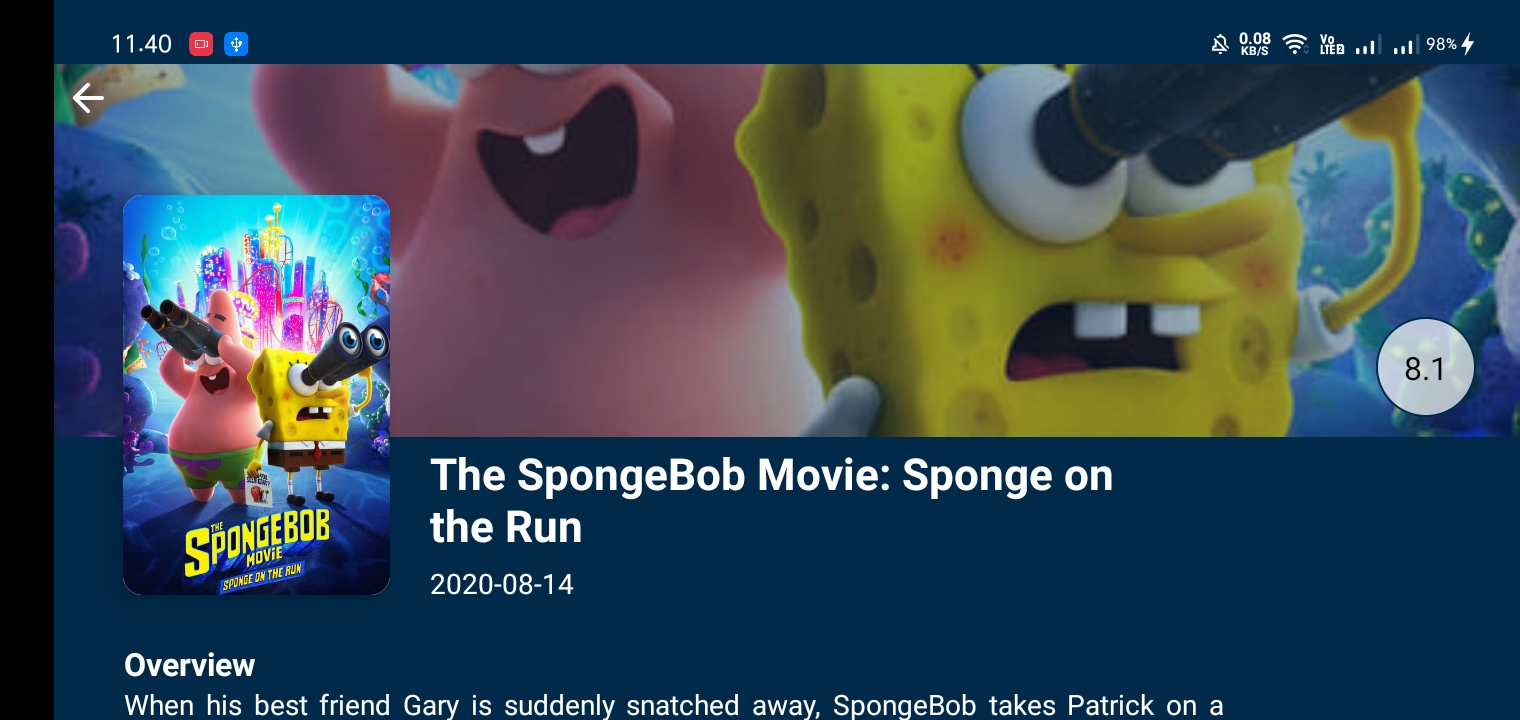 11.40
0.08
KB/S
Vo
LTE2
98%
8.1
THE
SPONGEBOB
MOVIE
SPONGE ON THE RUN
The SpongeBob Movie: Sponge on
the Run
2020-08-14
Overview
When his best friend Gary is suddenly snatched away, SpongeBob takes Patrick on a